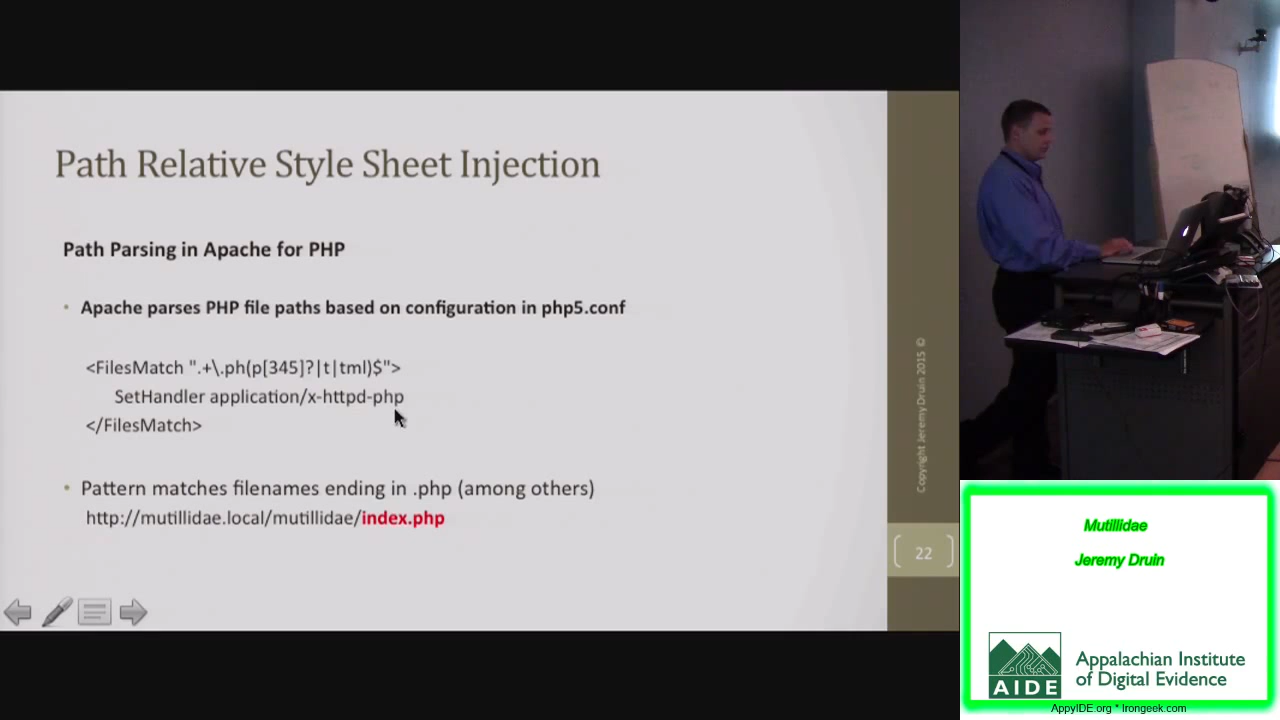 Path Relative Style Sheet Injection
Path Parsing in Apache for PHP
• Apache parses PHP file paths based on configuration in php5.conf
<FilesMatch ".+\.ph(p[345]?|t|tml)$">
SetHandler application/x-httpd-php
</FilesMatch>
• Pattern matches filenames ending in .php (among others)
http://mutillidae.local/mutillidae/index.php
Copyright Jeremy Druin 2015 ©
22
Mutillidae
Jeremy Druin
AIDE
Appalachian Institute
of Digital Evidence
AppyIDE.org * Irongeek.com